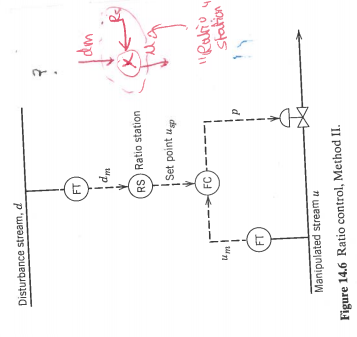 Disturbance stream, d
FT
d_m
RS
Ratio station
Set point u_sp
FC
u_m
p
FT
Manipulated stream u
Figure 14.6 Ratio control, Method II.
dm
X
"Ratio
station"
?